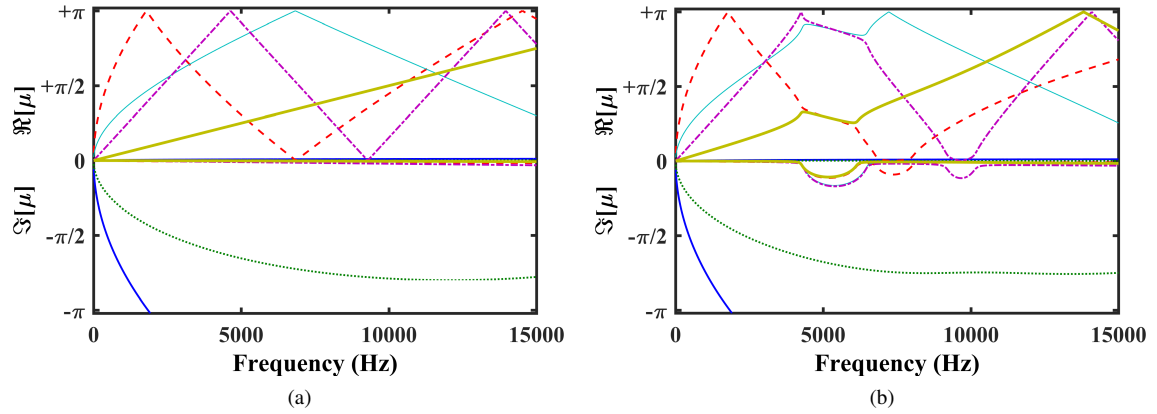 +π
+π/2
0
-π/2
-π
ℜ[μ]
ℑ[μ]
0
5000
10000
15000
Frequency (Hz)
(a)
+π
+π/2
0
-π/2
-π
ℜ[μ]
ℑ[μ]
0
5000
10000
15000
Frequency (Hz)
(b)